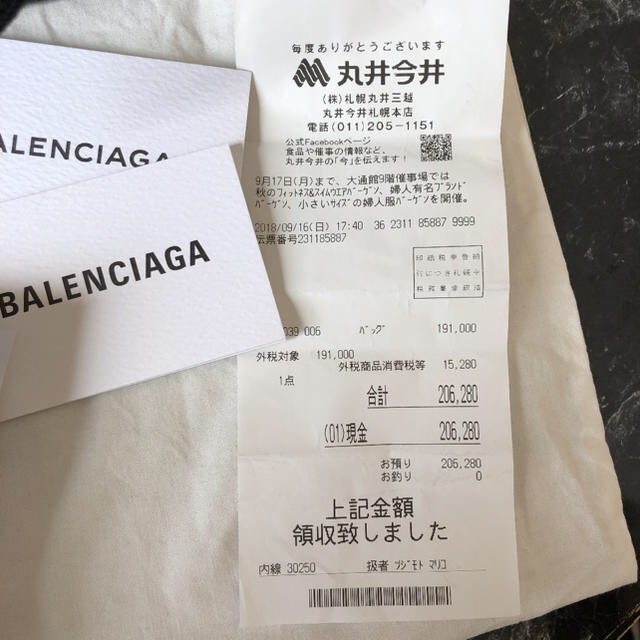 BALENCIAGA
BALENCIAGA
毎度ありがとうございます
丸井今井
(株)札幌丸井三越
丸井今井札幌本店
電話(011)205-1151
公式Facebookページ
食品や催事の情報など、
丸井今井の「今」を伝えます!
9月17日(月)まで、大通館9階催事場では
秋のフィットネス&スイムウエアバーゲン、婦人有名ブランド
バーゲン、小さいサイズの婦人服バーゲンを開催。
2018/09/16(日) 17:40 36 2311 85887 9999
伝票番号231185887
印紙税申告納
付につき札幌中
税務署承認済
039 006 バッグ 191,000
外税対象 191,000
外税商品消費税等 15,280
1点
合計 206,280
(01)現金 206,280
お預り 206,280
お釣り 0
上記金額
領収致しました
内線 30250 扱者 ツジモト マリコ